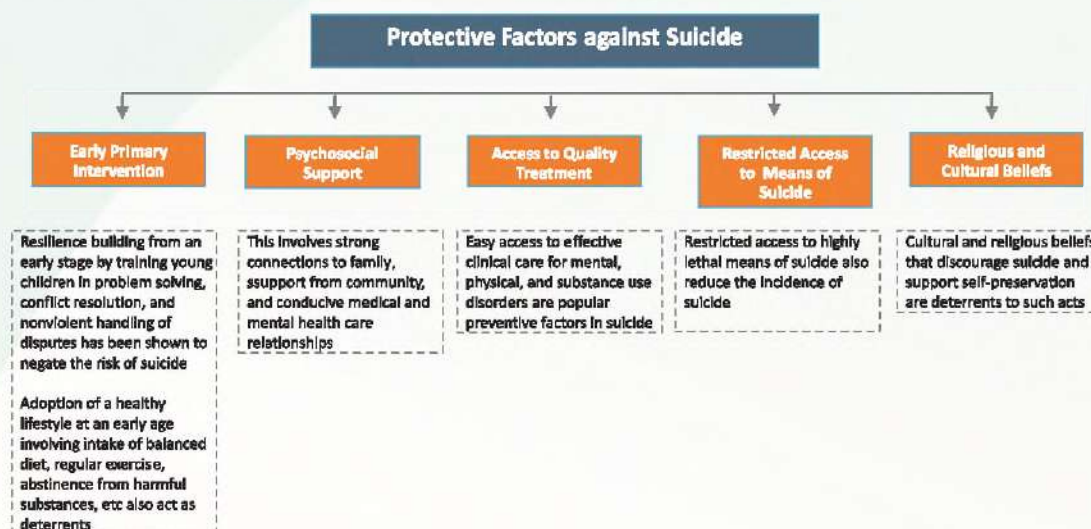 Protective Factors against Suicide
Early Primary
Intervention
Resilience building from an
early stage by training young
children in problem solving,
conflict resolution, and
nonviolent handling of
disputes has been shown to
negate the risk of suicide
Adoption of a healthy
lifestyle at an early age
involving intake of balanced
diet, regular exercise,
abstinence from harmful
substances, etc also act as
deterrents
Psychosocial
Support
This involves strong
connections to family,
ssupport from community,
and conducive medical and
mental health care
relationships
Access to Quality
Treatment
Easy access to effective
clinical care for mental,
physical, and substance use
disorders are popular
preventive factors in suicide
Restricted Access
to Means of
Suicide
Restricted access to highly
lethal means of suicide also
reduce the incidence of
suicide
Religious and
Cultural Beliefs
Cultural and religious beliefs
that discourage suicide and
support self-preservation
are deterrents to such acts